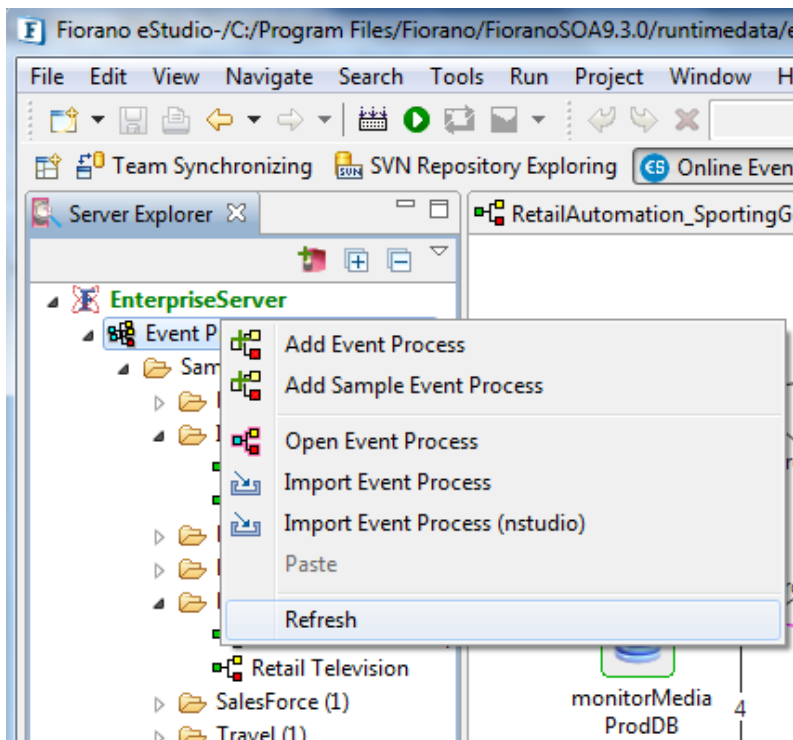 Fiorano eStudio-/C:/Program Files/Fiorano/FioranoSOA9.3.0/runtimedata/e
File Edit View Navigate Search Tools Run Project Window H
Team Synchronizing SVN Repository Exploring Online Even
Server Explorer RetailAutomation_SportingG
EnterpriseServer
Event P
Sam
Add Event Process
Add Sample Event Process
Open Event Process
Import Event Process
Import Event Process (nstudio)
Paste
Refresh
Retail Television
SalesForce (1)
Travel (1)
monitorMedia
ProdDB
4